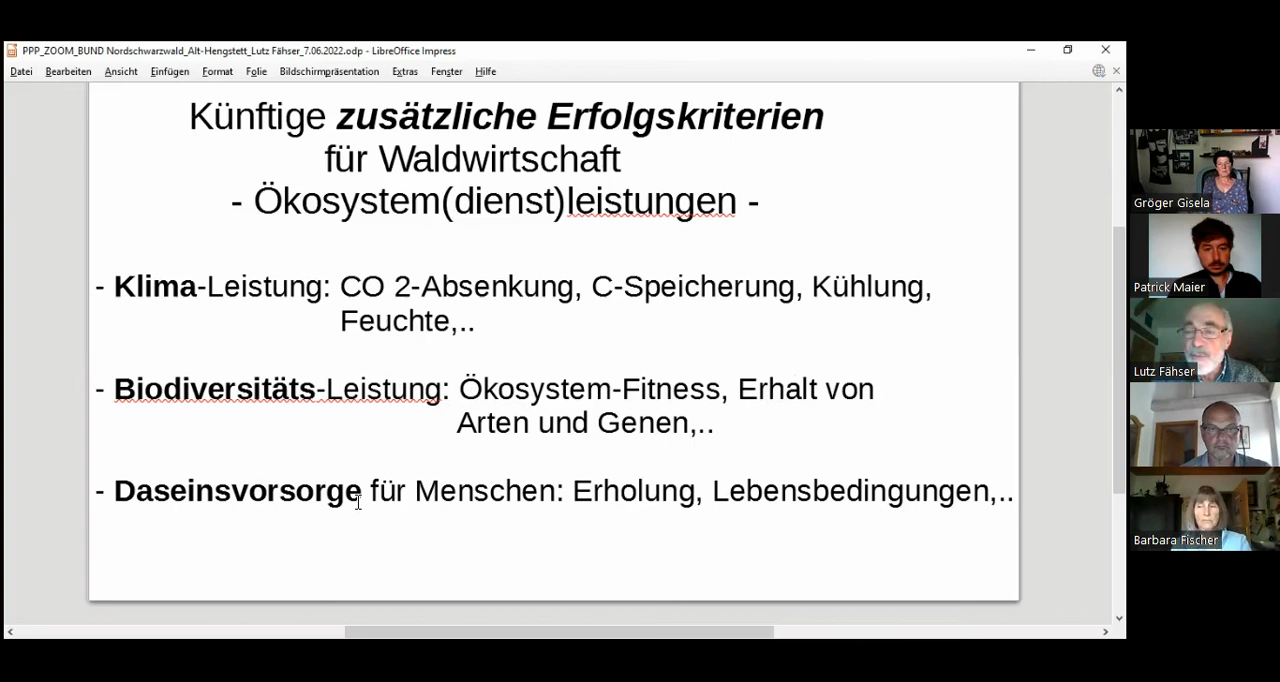 PPP_ZOOM_BUND Nordschwarzwald_Alt-Hengstett_Lutz Fähser_7.06.2022.odp - LibreOffice Impress
Datei Bearbeiten Ansicht Einfügen Format Folie Bildschirmpräsentation Extras Fenster Hilfe
Künftige zusätzliche Erfolgskriterien
für Waldwirtschaft
- Ökosystem(dienst)leistungen -
- Klima-Leistung: CO 2-Absenkung, C-Speicherung, Kühlung,
Feuchte,..
- Biodiversitäts-Leistung: Ökosystem-Fitness, Erhalt von
Arten und Genen,..
- Daseinsvorsorge für Menschen: Erholung, Lebensbedingungen,..
Gröger Gisela
Patrick Maier
Lutz Fähser
Barbara Fischer